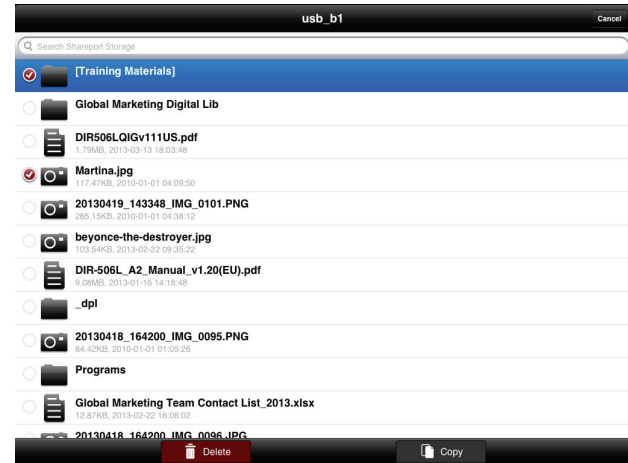 usb_b1
Cancel
Search Shareport Storage
[Training Materials]
Global Marketing Digital Lib
DIR506LQIGv111US.pdf
1.79MB, 2013-03-13 18:03:48
Martina.jpg
117.47KB, 2010-01-01 04:09:50
20130419_143348_IMG_0101.PNG
265.15KB, 2010-01-01 04:38:12
beyonce-the-destroyer.jpg
103.54KB, 2013-02-22 09:35:22
DIR-506L_A2_Manual_v1.20(EU).pdf
9.08MB, 2013-01-16 14:18:48
_dpl
20130418_164200_IMG_0095.PNG
84.42KB, 2010-01-01 01:05:26
Programs
Global Marketing Team Contact List_2013.xlsx
12.87KB, 2013-02-22 16:08:02
20130418_164200_IMG_0096.JPG
Delete
Copy